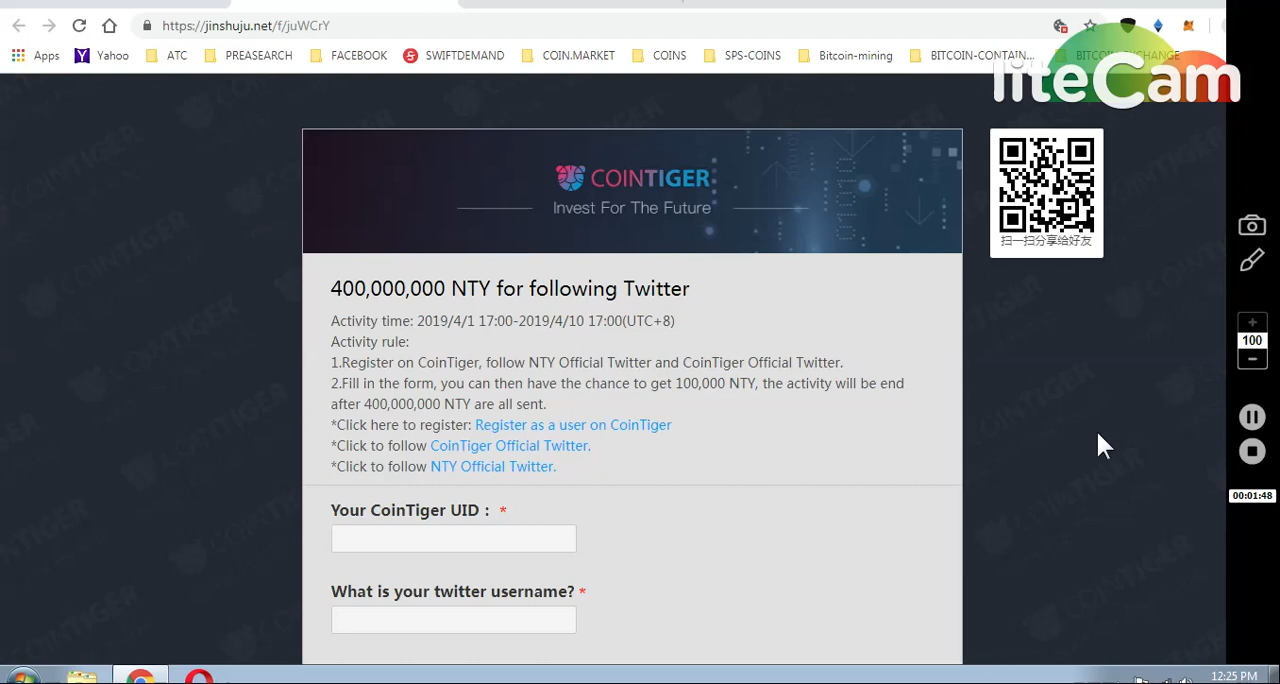 https://jinshuju.net/f/juWCrY
Apps Yahoo ATC PREASEARCH FACEBOOK SWIFTDEMAND COIN.MARKET COINS SPS-COINS Bitcoin-mining BITCOIN-CONTAIN... BITCOIN-EXCHANGE
liteCam
COINTIGER
Invest For The Future
扫一扫分享给好友
400,000,000 NTY for following Twitter
Activity time: 2019/4/1 17:00-2019/4/10 17:00(UTC+8)
Activity rule:
1.Register on CoinTiger, follow NTY Official Twitter and CoinTiger Official Twitter.
2.Fill in the form, you can then have the chance to get 100,000 NTY, the activity will be end
after 400,000,000 NTY are all sent.
*Click here to register: Register as a user on CoinTiger
*Click to follow CoinTiger Official Twitter.
*Click to follow NTY Official Twitter.
Your CoinTiger UID : *
What is your twitter username? *
100
00:01:48
12:25 PM